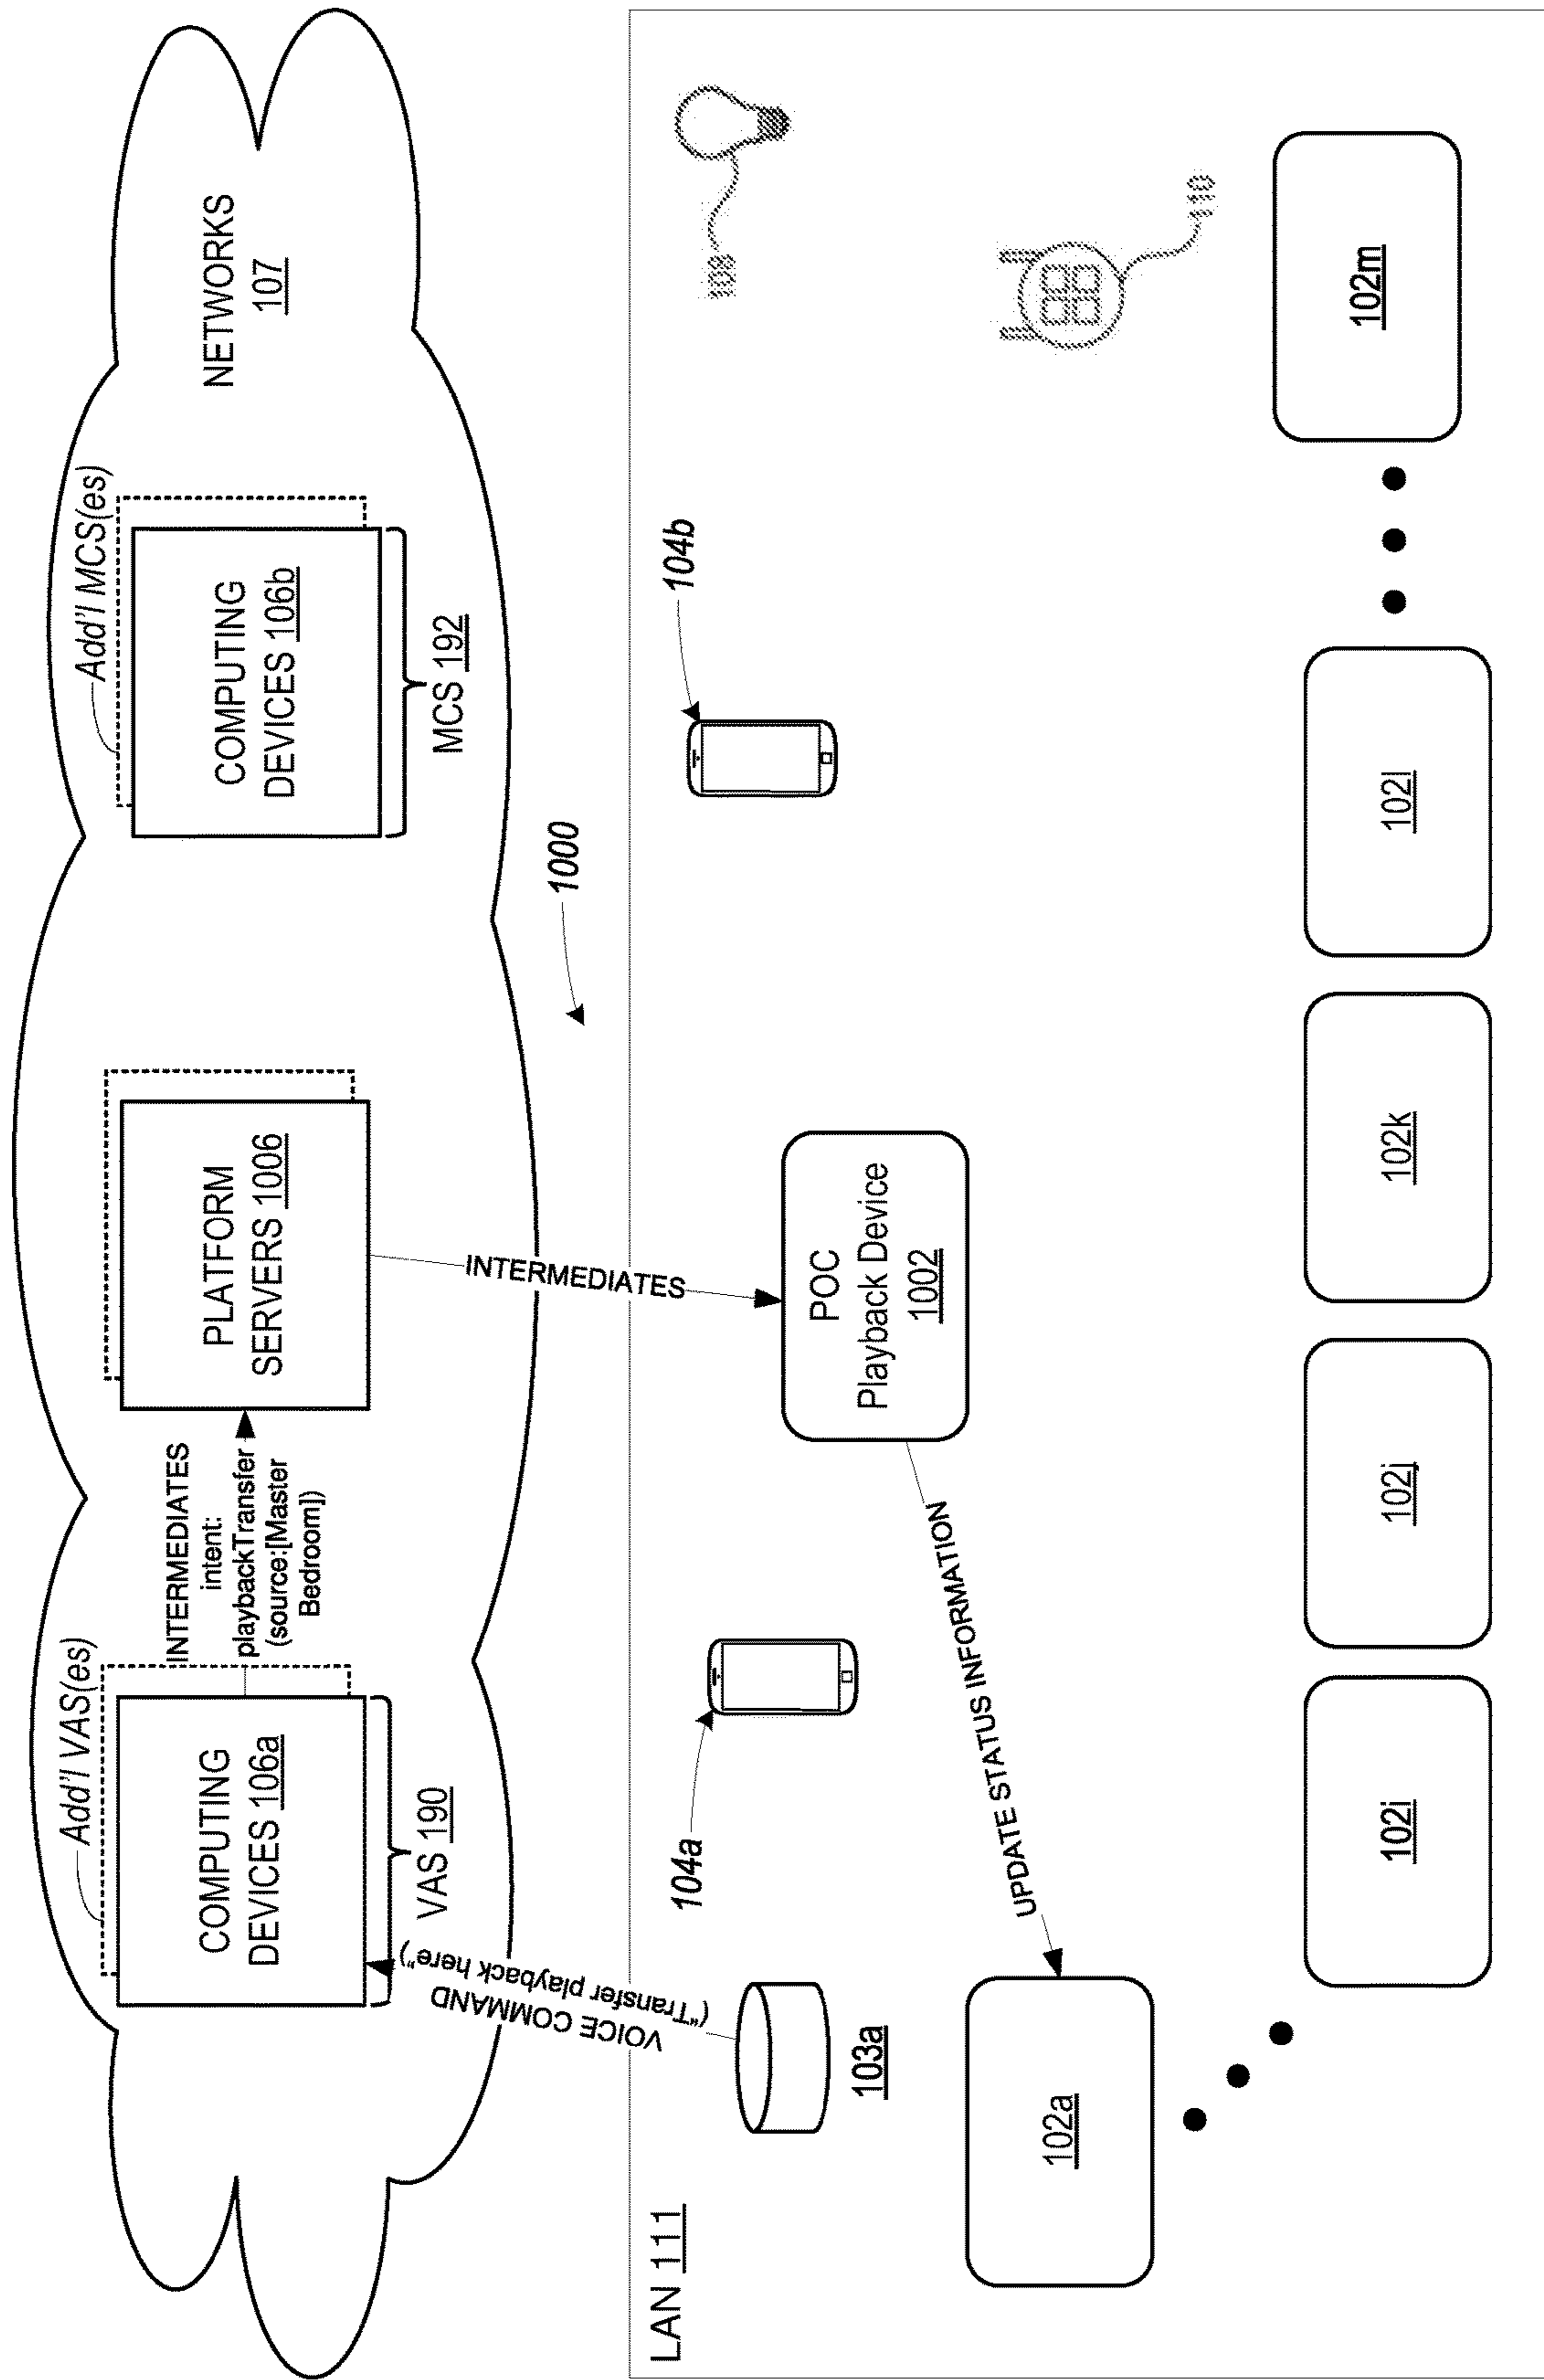 NETWORKS
107
Add'l VAS(es)
COMPUTING
DEVICES 106a
VAS 190
INTERMEDIATES
intent:
playbackTransfer
(source:[Master
Bedroom])
PLATFORM
SERVERS 1006
Add'l MCS(es)
COMPUTING
DEVICES 106b
MCS 192
1000
VOICE COMMAND
("Transfer playback here")
INTERMEDIATES
LAN 111
103a
104a
104b
108
POC
Playback Device
1002
UPDATE STATUS INFORMATION
110
102a
102i
102j
102k
102l
102m